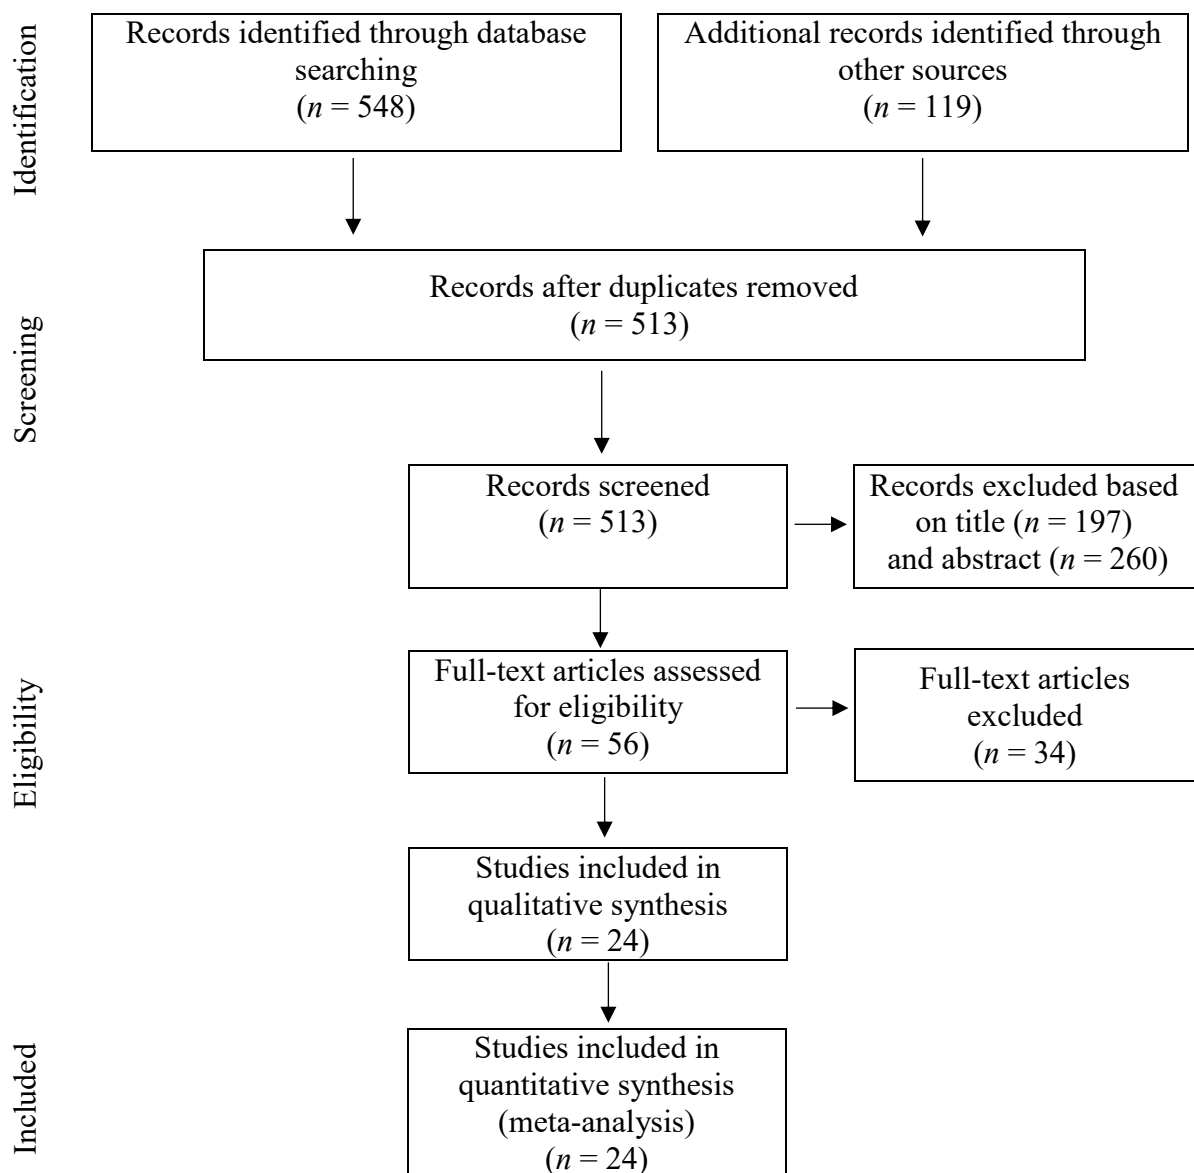 Identification
Records identified through database
searching
(n = 548)
Additional records identified through
other sources
(n = 119)
Screening
Records after duplicates removed
(n = 513)
Records screened
(n = 513)
Records excluded based
on title (n = 197)
and abstract (n = 260)
Eligibility
Full-text articles assessed
for eligibility
(n = 56)
Full-text articles
excluded
(n = 34)
Studies included in
qualitative synthesis
(n = 24)
Included
Studies included in
quantitative synthesis
(meta-analysis)
(n = 24)